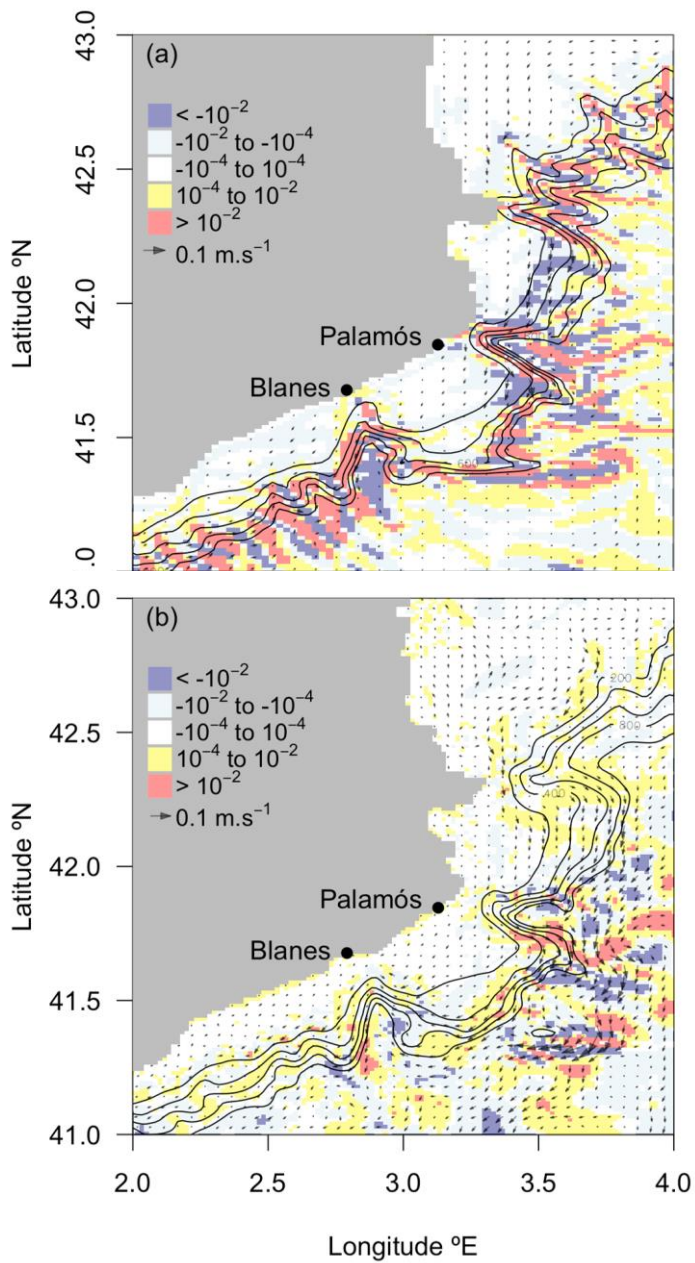 (a)
< -10⁻²
-10⁻² to -10⁻⁴
-10⁻⁴ to 10⁻⁴
10⁻⁴ to 10⁻²
> 10⁻²
0.1 m.s⁻¹
Palamós
Blanes
600
43.0
42.5
42.0
41.5
.0
Latitude ºN
(b)
< -10⁻²
-10⁻² to -10⁻⁴
-10⁻⁴ to 10⁻⁴
10⁻⁴ to 10⁻²
> 10⁻²
0.1 m.s⁻¹
200
800
400
Palamós
Blanes
43.0
42.5
42.0
41.5
41.0
Latitude ºN
2.0 2.5 3.0 3.5 4.0
Longitude ºE